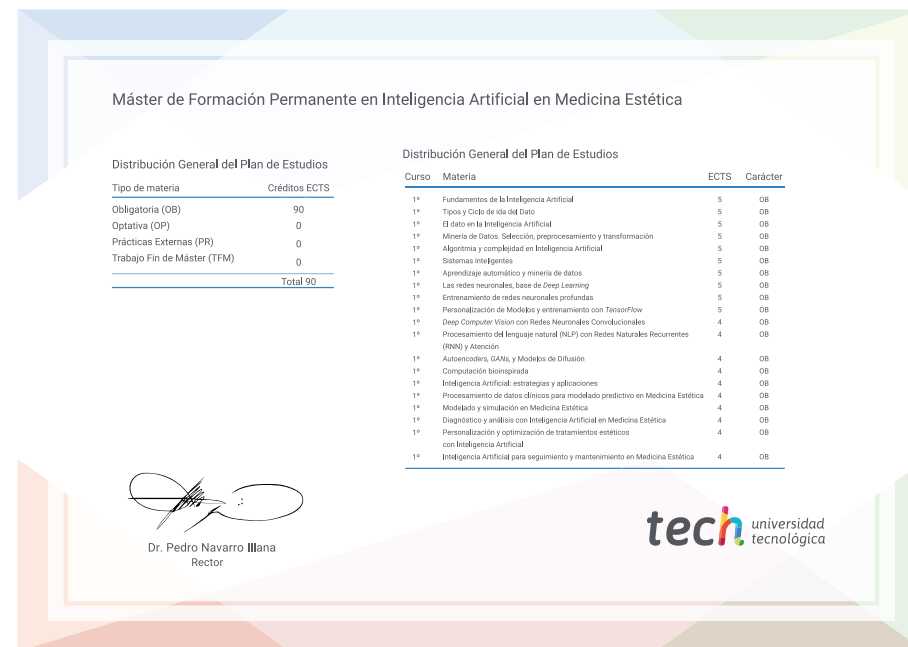 Máster de Formación Permanente en Inteligencia Artificial en Medicina Estética
Distribución General del Plan de Estudios
Tipo de materia Créditos ECTS
Obligatoria (OB) 90
Optativa (OP) 0
Prácticas Externas (PR) 0
Trabajo Fin de Máster (TFM) 0
Total 90
Distribución General del Plan de Estudios
Curso Materia ECTS Carácter
1º Fundamentos de la Inteligencia Artificial 5 OB
1º Tipos y Ciclo de ida del Dato 5 OB
1º El dato en la Inteligencia Artificial 5 OB
1º Minería de Datos. Selección, preprocesamiento y transformación 5 OB
1º Algoritmia y complejidad en Inteligencia Artificial 5 OB
1º Sistemas inteligentes 5 OB
1º Aprendizaje automático y minería de datos 5 OB
1º Las redes neuronales, base de Deep Learning 5 OB
1º Entrenamiento de redes neuronales profundas 5 OB
1º Personalización de Modelos y entrenamiento con TensorFlow 5 OB
1º Deep Computer Vision con Redes Neuronales Convolucionales 4 OB
1º Procesamiento del lenguaje natural (NLP) con Redes Naturales Recurrentes 4 OB
(RNN) y Atención
1º Autoencoders, GANs, y Modelos de Difusión 4 OB
1º Computación bioinspirada 4 OB
1º Inteligencia Artificial: estrategias y aplicaciones 4 OB
1º Procesamiento de datos clínicos para modelado predictivo en Medicina Estética 4 OB
1º Modelado y simulación en Medicina Estética 4 OB
1º Diagnóstico y análisis con Inteligencia Artificial en Medicina Estética 4 OB
1º Personalización y optimización de tratamientos estéticos 4 OB
con Inteligencia Artificial
1º Inteligencia Artificial para seguimiento y mantenimiento en Medicina Estética 4 OB
Dr. Pedro Navarro Illana
Rector
tech universidad
tecnológica